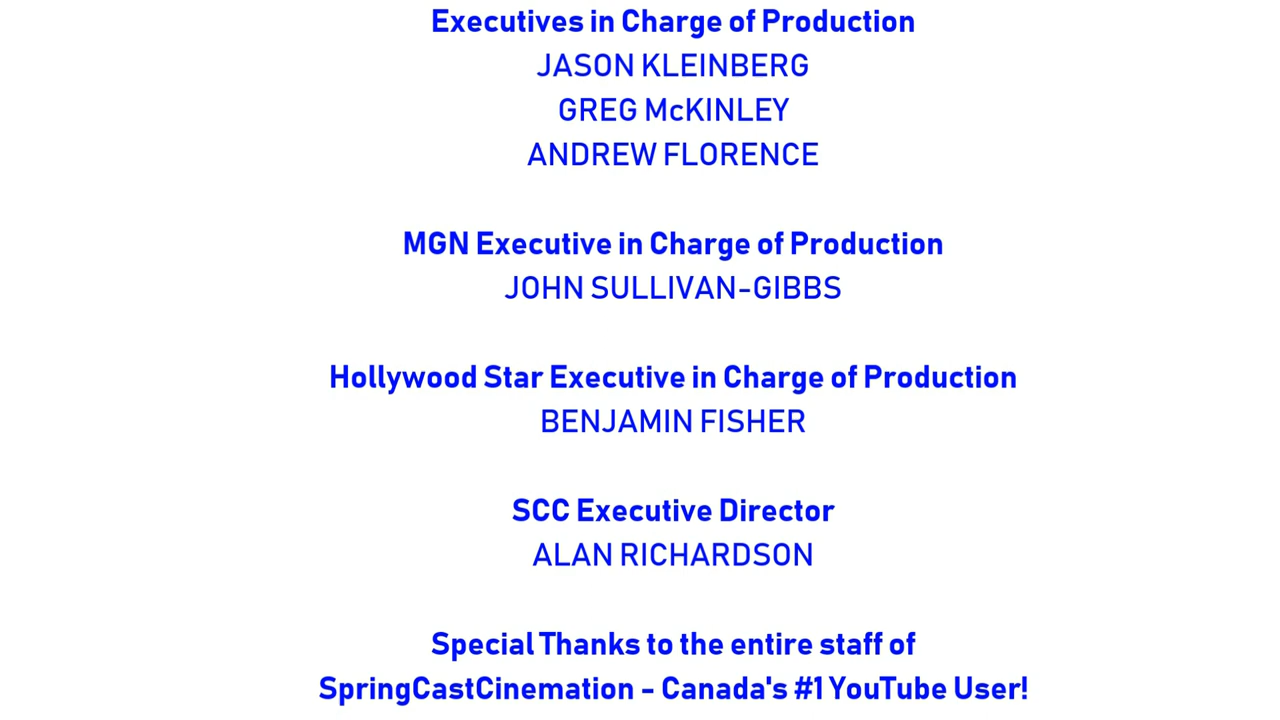 Executives in Charge of Production
JASON KLEINBERG
GREG McKINLEY
ANDREW FLORENCE
MGN Executive in Charge of Production
JOHN SULLIVAN-GIBBS
Hollywood Star Executive in Charge of Production
BENJAMIN FISHER
SCC Executive Director
ALAN RICHARDSON
Special Thanks to the entire staff of
SpringCastCinemation - Canada's #1 YouTube User!